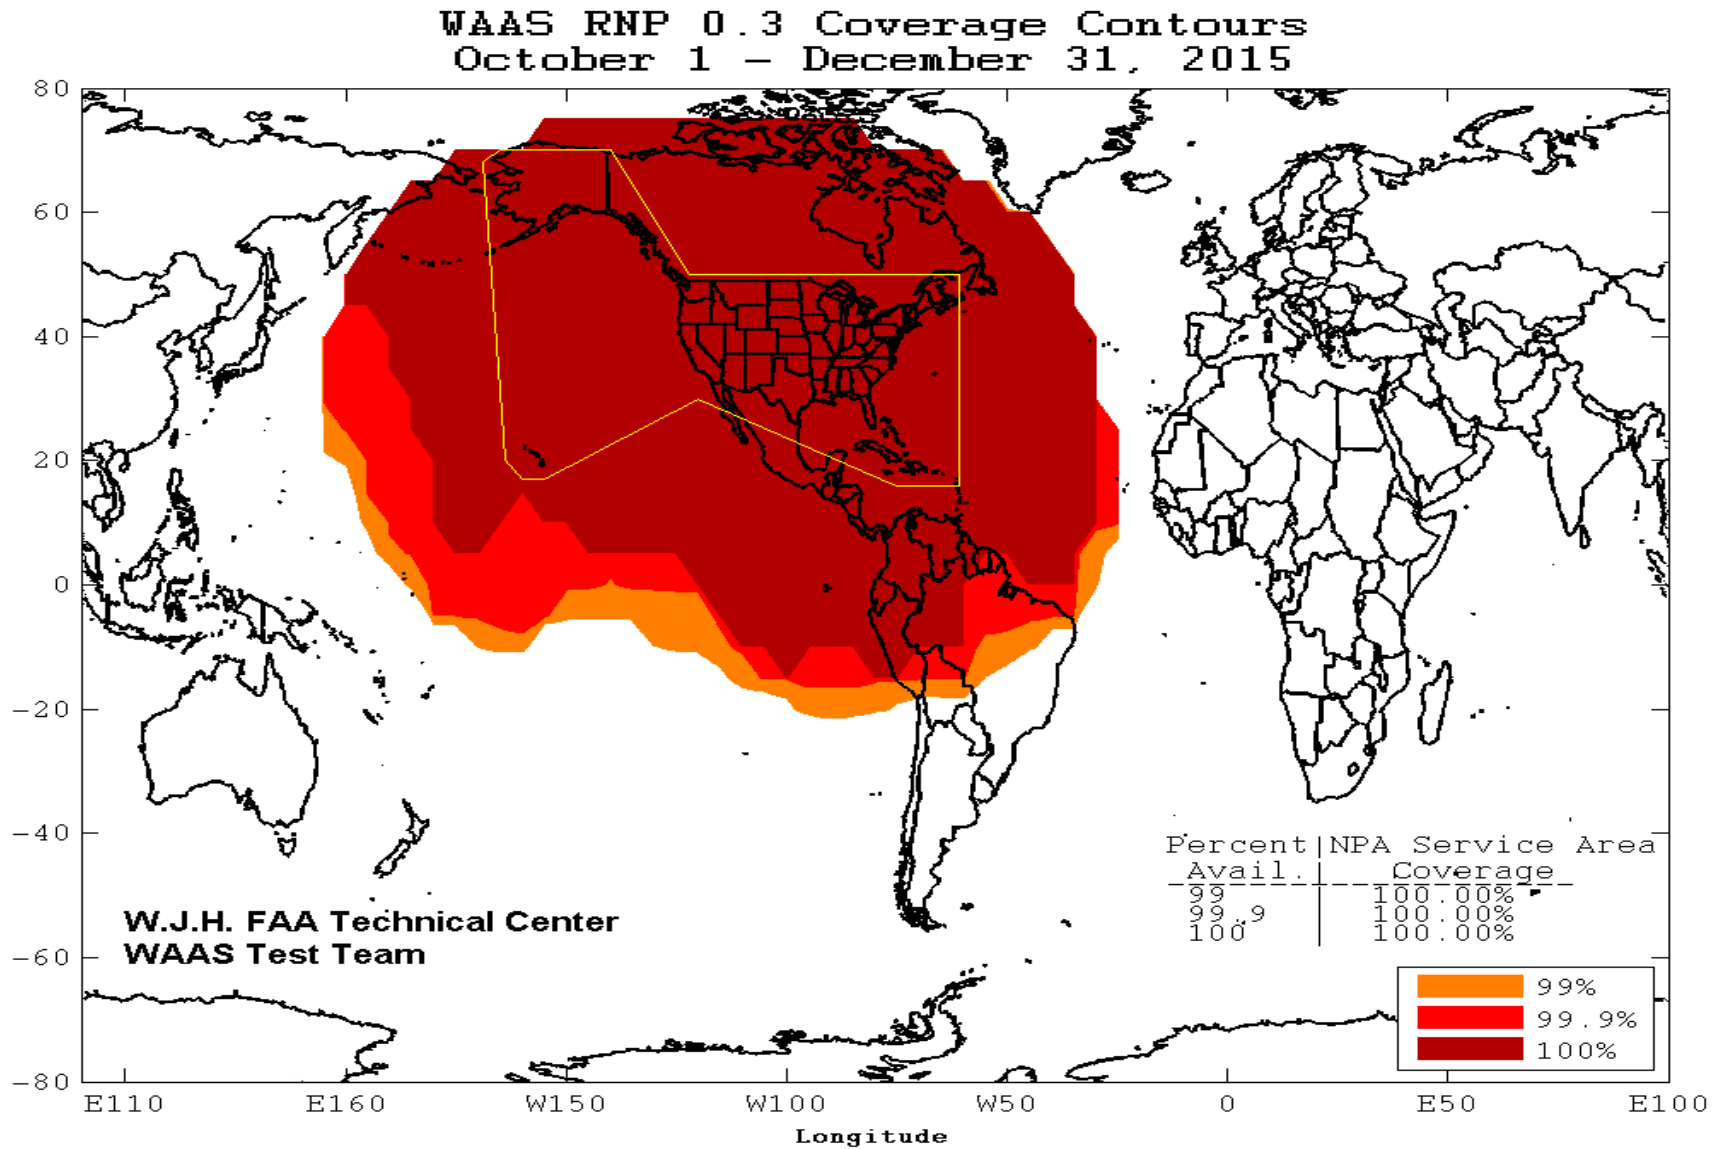 WAAS RNP 0.3 Coverage Contours
October 1 – December 31, 2015
80
60
40
20
0
−20
−40
−60
−80
Percent|NPA Service Area
Avail.| Coverage
99 | 100.00%
99.9 | 100.00%
100 | 100.00%
W.J.H. FAA Technical Center
WAAS Test Team
99%
99.9%
100%
E110 E160 W150 W100 W50 0 E50 E100
Longitude